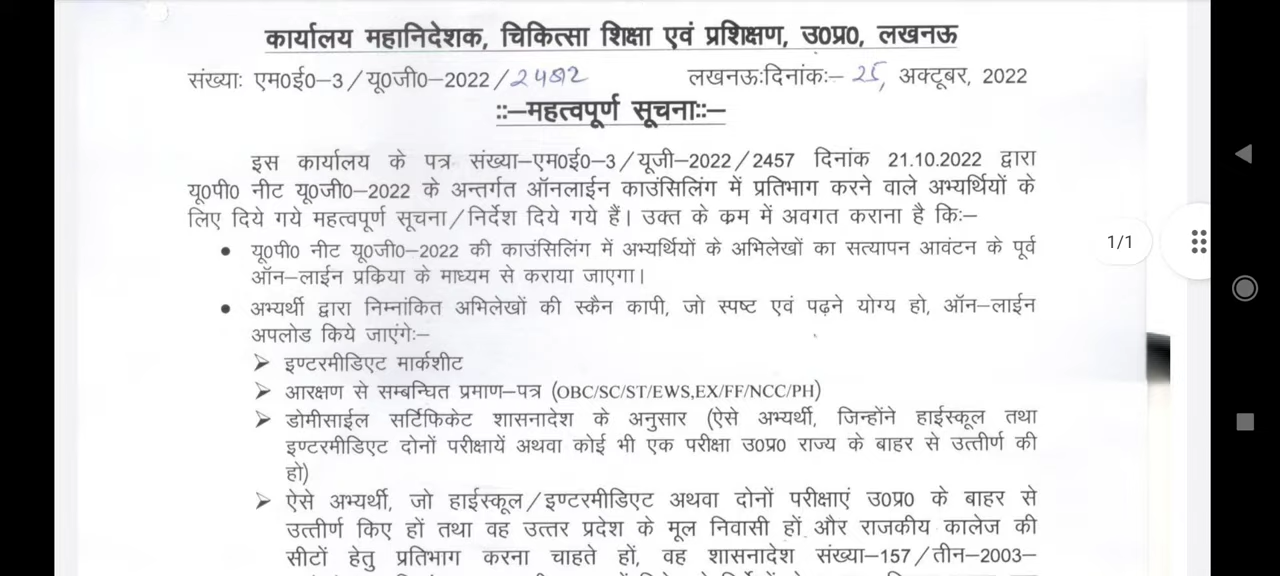 कार्यालय महानिदेशक, चिकित्सा शिक्षा एवं प्रशिक्षण, उ0प्र0, लखनऊ
संख्याः एम0ई0–3/यू0जी0–2022/ लखनऊःदिनांकः– 25, अक्टूबर, 2022
::–महत्वपूर्ण सूचनाः:–
इस कार्यालय के पत्र संख्या–एम0ई0–3/यूजी–2022/2457 दिनांक 21.10.2022 द्वारा
यू0पी0 नीट यू0जी0–2022 के अन्तर्गत ऑनलाईन काउंसिलिंग में प्रतिभाग करने वाले अभ्यर्थियों के
लिए दिये गये महत्वपूर्ण सूचना/निर्देश दिये गये हैं। उक्त के क्रम में अवगत कराना है किः–
• यू0पी0 नीट यू0जी0–2022 की काउंसिलिंग में अभ्यर्थियों के अभिलेखों का सत्यापन आवंटन के पूर्व
ऑन–लाईन प्रकिया के माध्यम से कराया जाएगा।
1/1
• अभ्यर्थी द्वारा निम्नांकित अभिलेखों की स्कैन कापी, जो स्पष्ट एवं पढ़ने योग्य हो, ऑन–लाईन
अपलोड किये जाएंगेः–
➢ इण्टरमीडिएट मार्कशीट
➢ आरक्षण से सम्बन्धित प्रमाण–पत्र (OBC/SC/ST/EWS,EX/FF/NCC/PH)
➢ डोमीसाईल सर्टिफिकेट शासनादेश के अनुसार (ऐसे अभ्यर्थी, जिन्होंने हाईस्कूल तथा
इण्टरमीडिएट दोनों परीक्षायें अथवा कोई भी एक परीक्षा उ0प्र0 राज्य के बाहर से उत्तीर्ण की
हो)
➢ ऐसे अभ्यर्थी, जो हाईस्कूल/इण्टरमीडिएट अथवा दोनों परीक्षाएं उ0प्र0 के बाहर से
उत्तीर्ण किए हों तथा वह उत्तर प्रदेश के मूल निवासी हों और राजकीय कालेज की
सीटों हेतु प्रतिभाग करना चाहते हों, वह शासनादेश संख्या–157/तीन–2003–